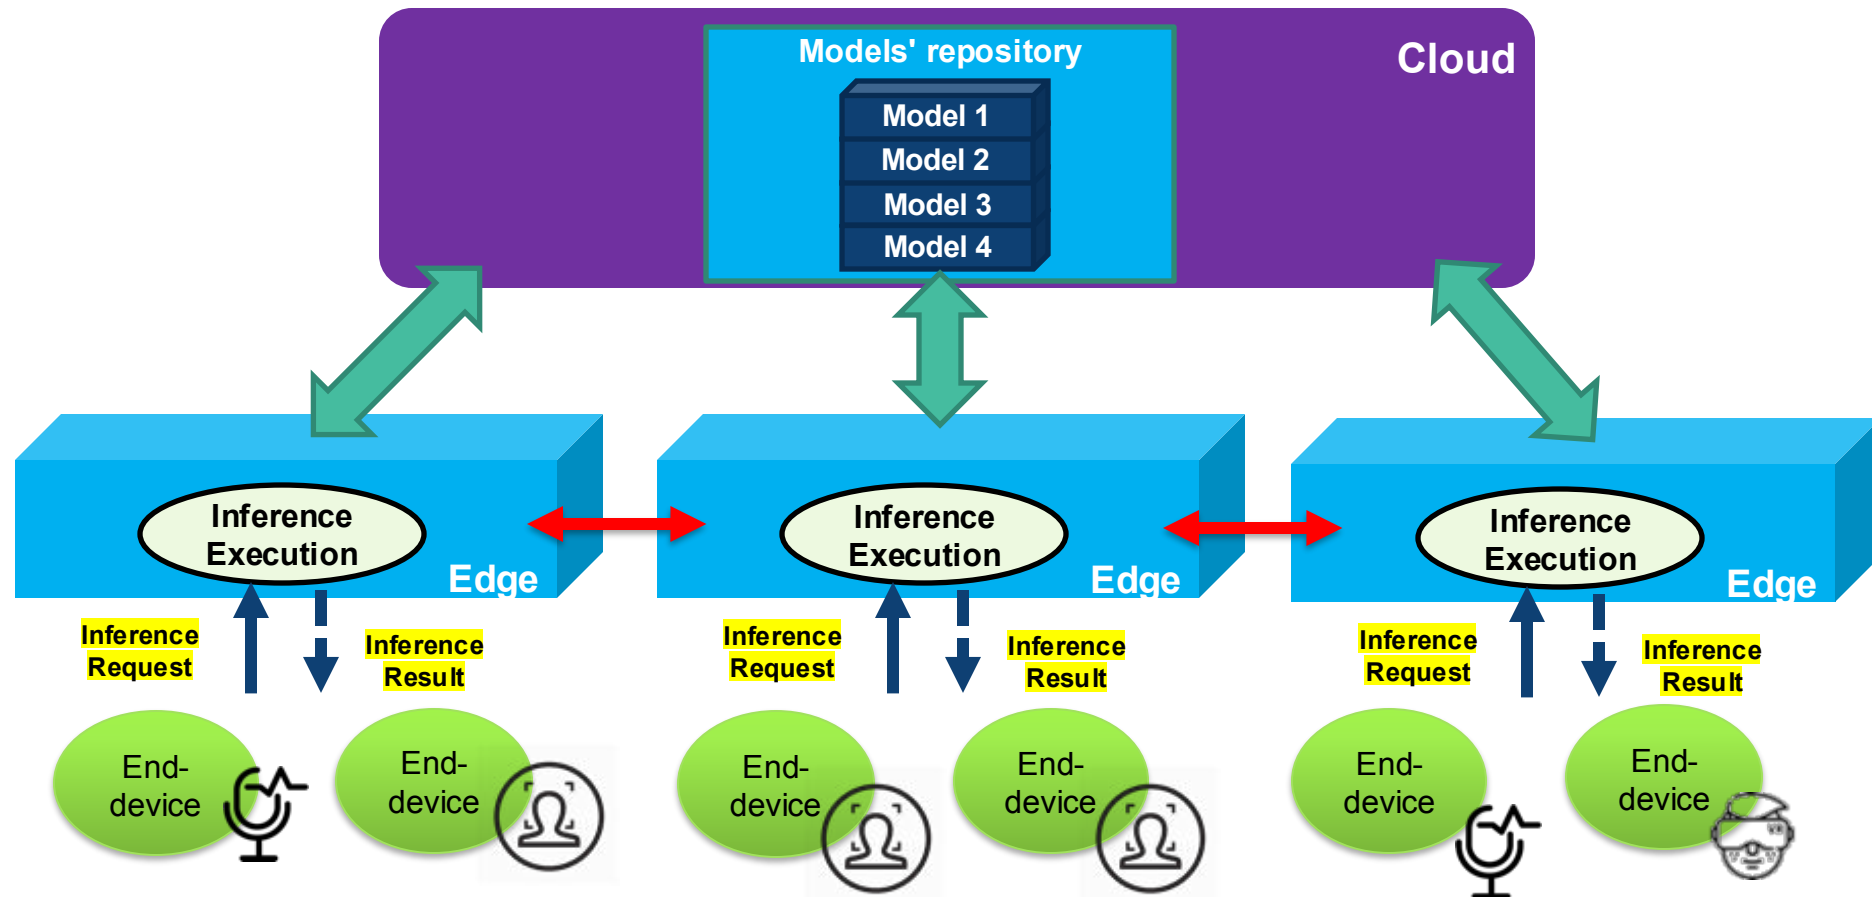 Models' repository
Cloud
Model 1
Model 2
Model 3
Model 4
Inference
Execution
Edge
Inference
Execution
Edge
Inference
Execution
Edge
Inference
Request
Inference
Result
Inference
Request
Inference
Result
Inference
Request
Inference
Result
End-
device
End-
device
End-
device
End-
device
End-
device
End-
device